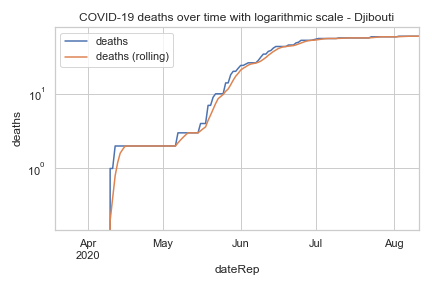 COVID-19 deaths over time with logarithmic scale - Djibouti
deaths
deaths (rolling)
deaths
10¹
10⁰
Apr May Jun Jul Aug
2020
dateRep